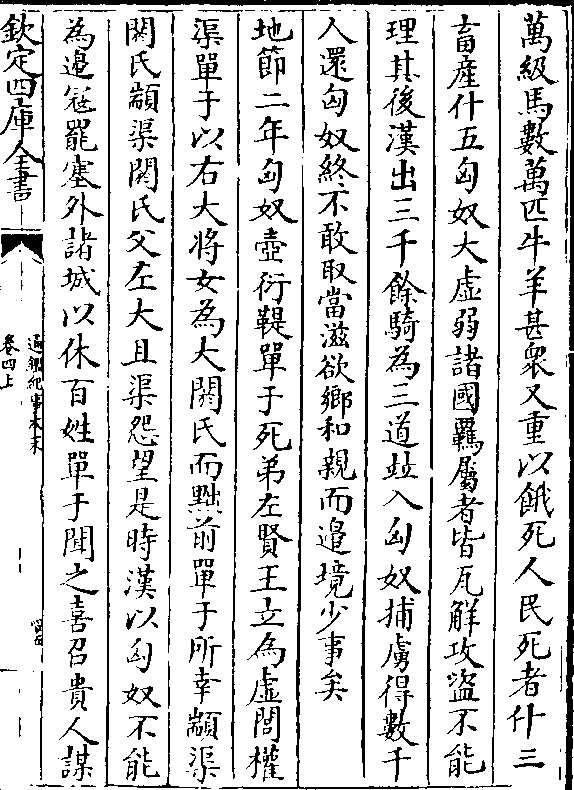 萬級馬數萬匹牛羊甚衆又重以餓死人民死者什三
畜産什五匈奴大虛弱諸國羈屬者皆瓦解攻盗不能
理其後漢出三千餘騎為三道並入匈奴捕虜得數千
人還匈奴終不敢取當滋欲鄉和親而邊境少事矣
地節二年匈奴壺衍鞮單于死弟左賢王立為虛閭權
渠單于以右大将女為大閼氏而黜前單于所幸顓渠
閼氏顓渠閼氏父左大且渠怨望是時漢以匈奴不能
為邉冦罷塞外諸城以休百姓單于聞之喜召貴人謀
欽定四庫全書
通鑑紀事本末
卷四上